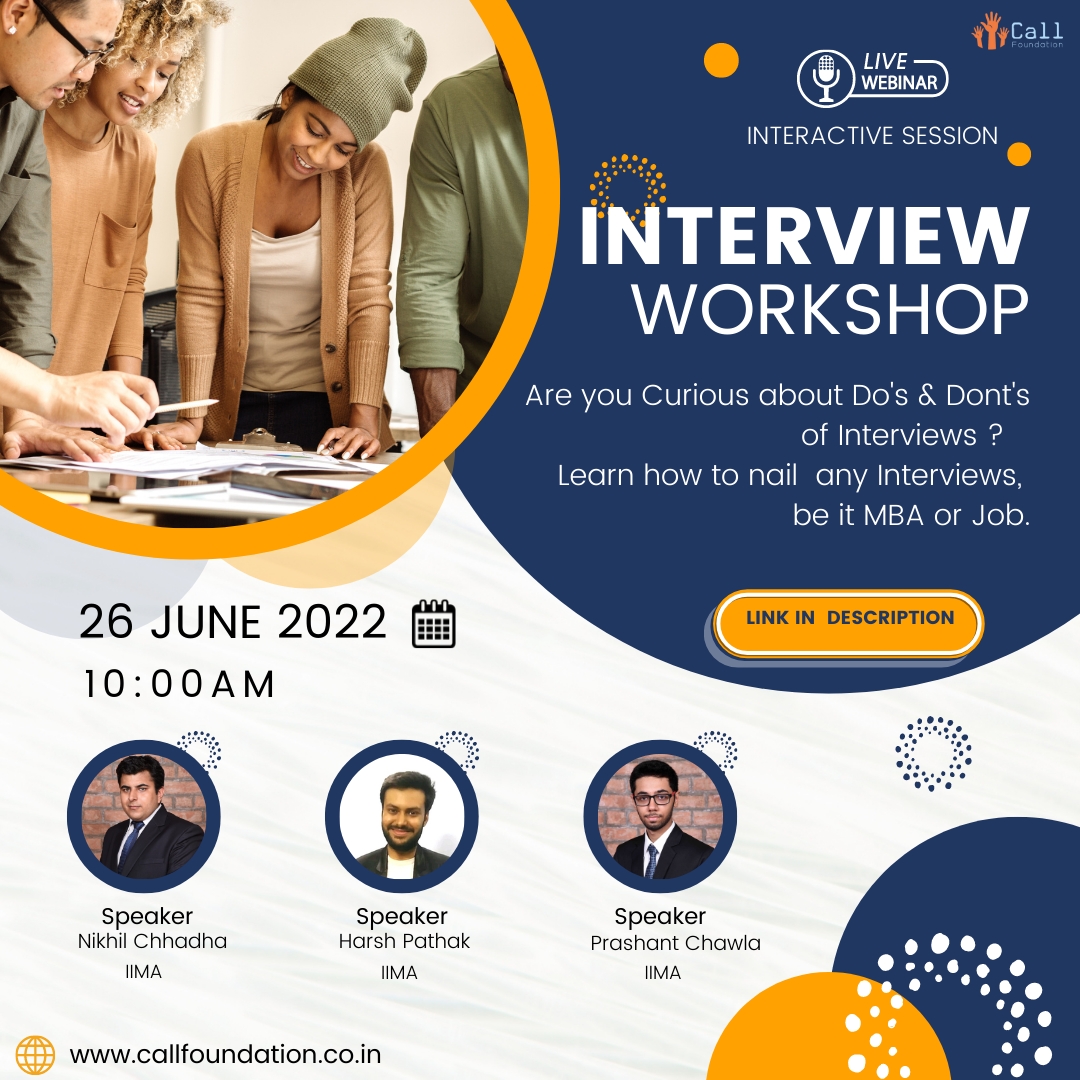 Call
Foundation
LIVE
WEBINAR
INTERACTIVE SESSION
INTERVIEW
WORKSHOP
Are you Curious about Do's & Dont's
of Interviews ?
Learn how to nail any Interviews,
be it MBA or Job.
LINK IN DESCRIPTION
26 JUNE 2022
10:00AM
Speaker
Nikhil Chhadha
IIMA
Speaker
Harsh Pathak
IIMA
Speaker
Prashant Chawla
IIMA
www.callfoundation.co.in